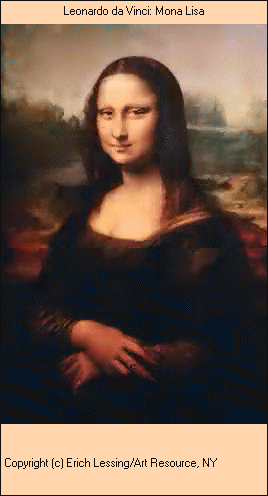 Leonardo da Vinci: Mona Lisa
Copyright (c) Erich Lessing/Art Resource, NY